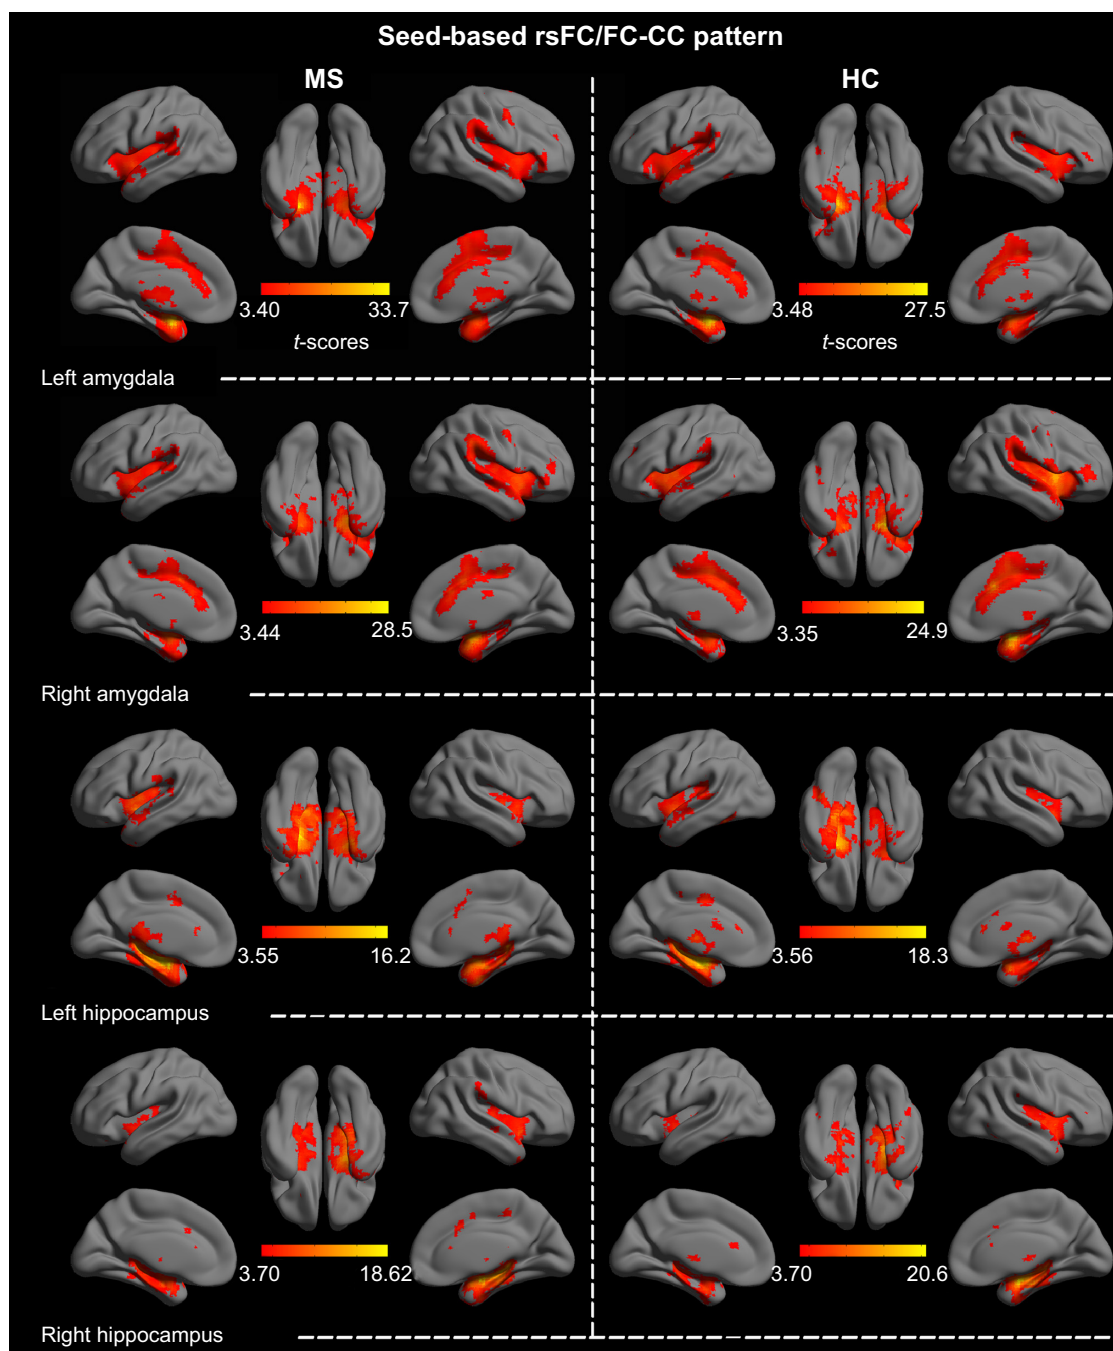 Seed-based rsFC/FC-CC pattern
MS
HC
3.40 33.7
3.48 27.5
t-scores
t-scores
Left amygdala
3.44 28.5
3.35 24.9
Right amygdala
3.55 16.2
3.56 18.3
Left hippocampus
3.70 18.62
3.70 20.6
Right hippocampus